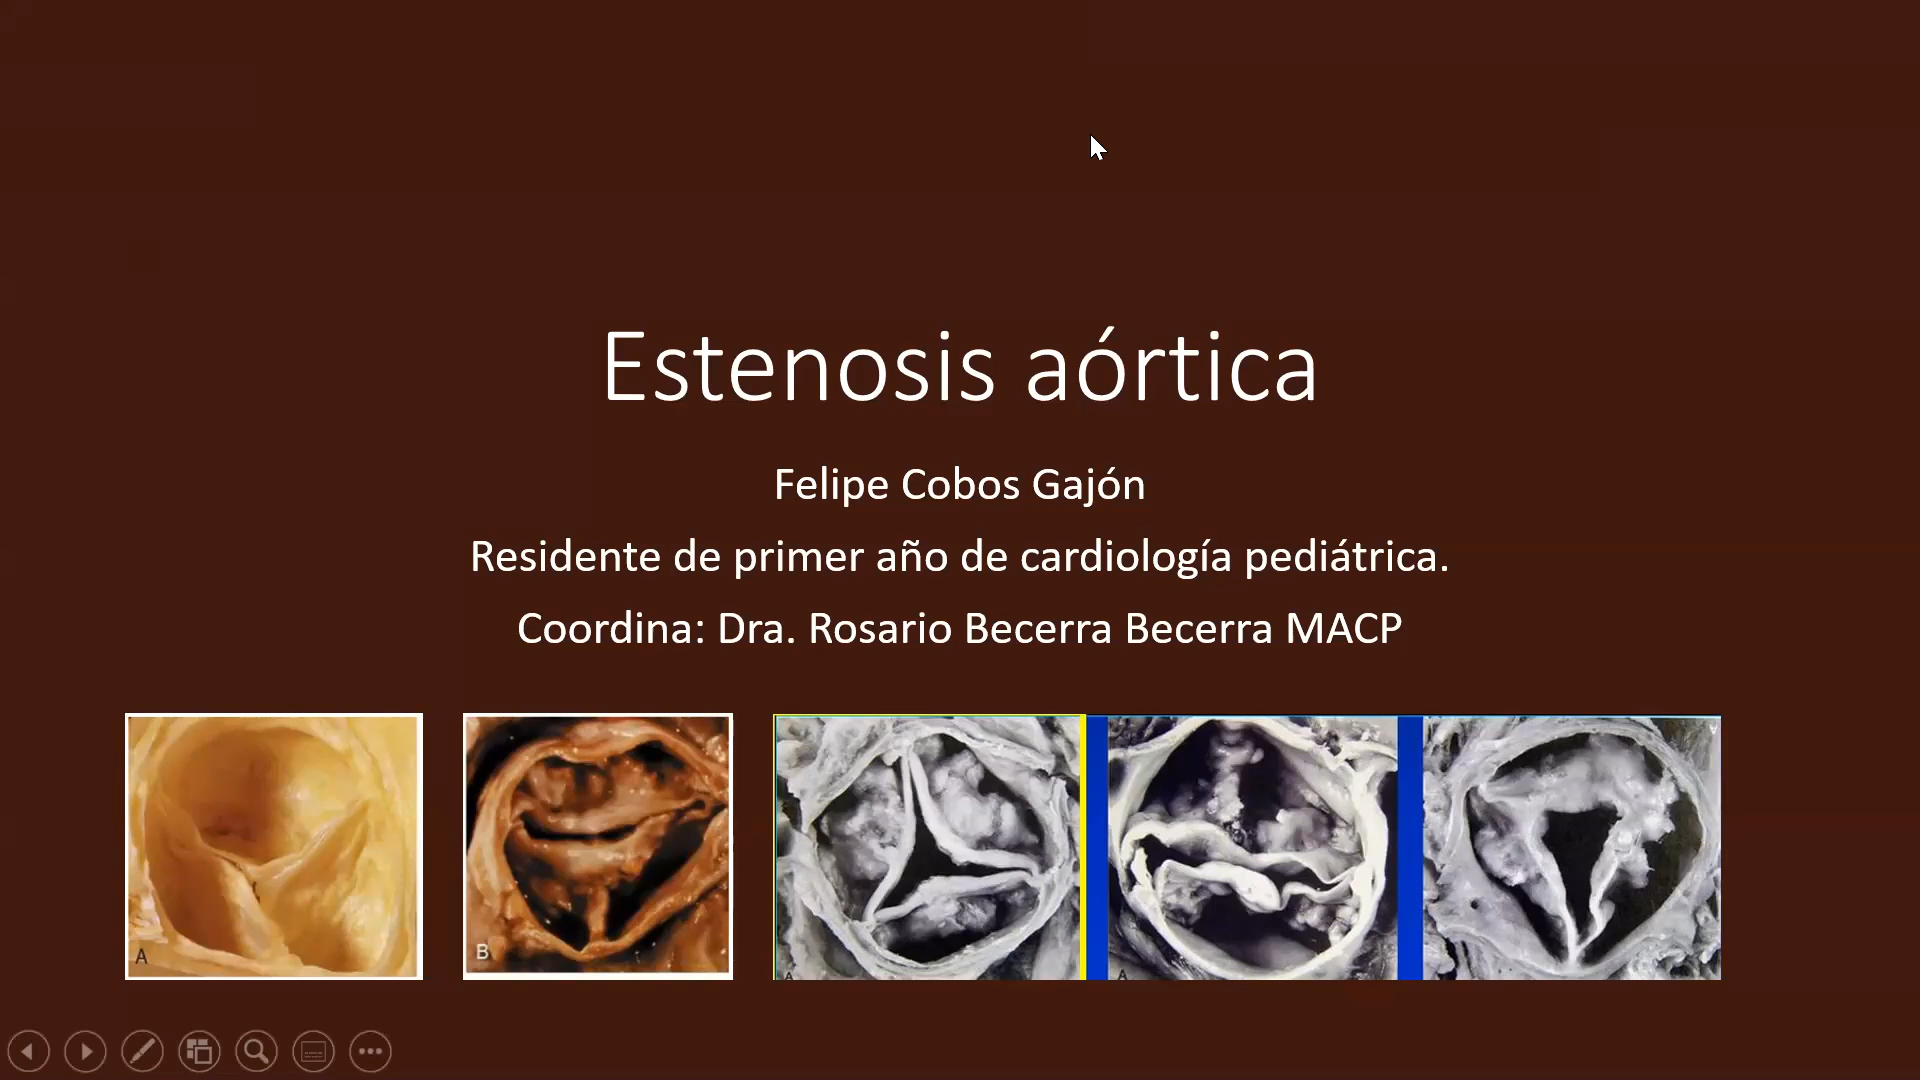 Estenosis aórtica
Felipe Cobos Gajón
Residente de primer año de cardiología pediátrica.
Coordina: Dra. Rosario Becerra Becerra MACP
A
B
A
A